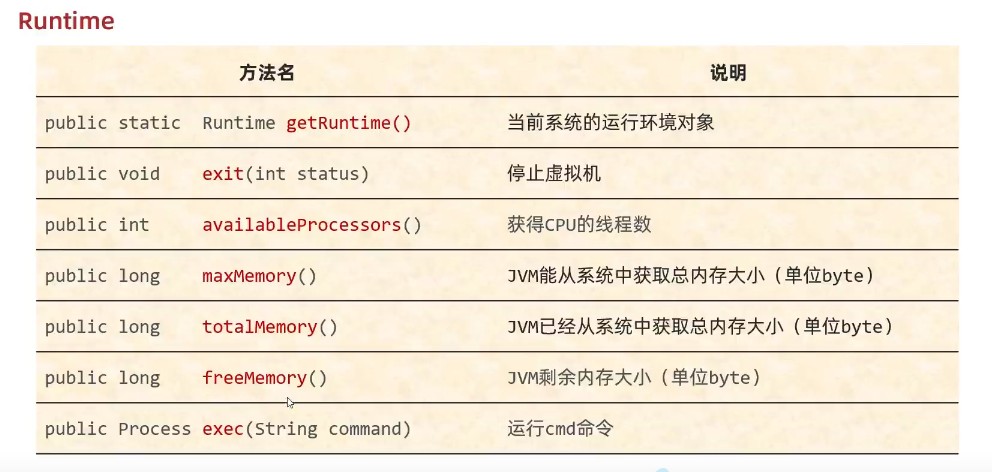 Runtime
方法名 说明
public static Runtime getRuntime() 当前系统的运行环境对象
public void exit(int status) 停止虚拟机
public int availableProcessors() 获得CPU的线程数
public long maxMemory() JVM能从系统中获取总内存大小（单位byte）
public long totalMemory() JVM已经从系统中获取总内存大小（单位byte）
public long freeMemory() JVM剩余内存大小（单位byte）
public Process exec(String command) 运行cmd命令